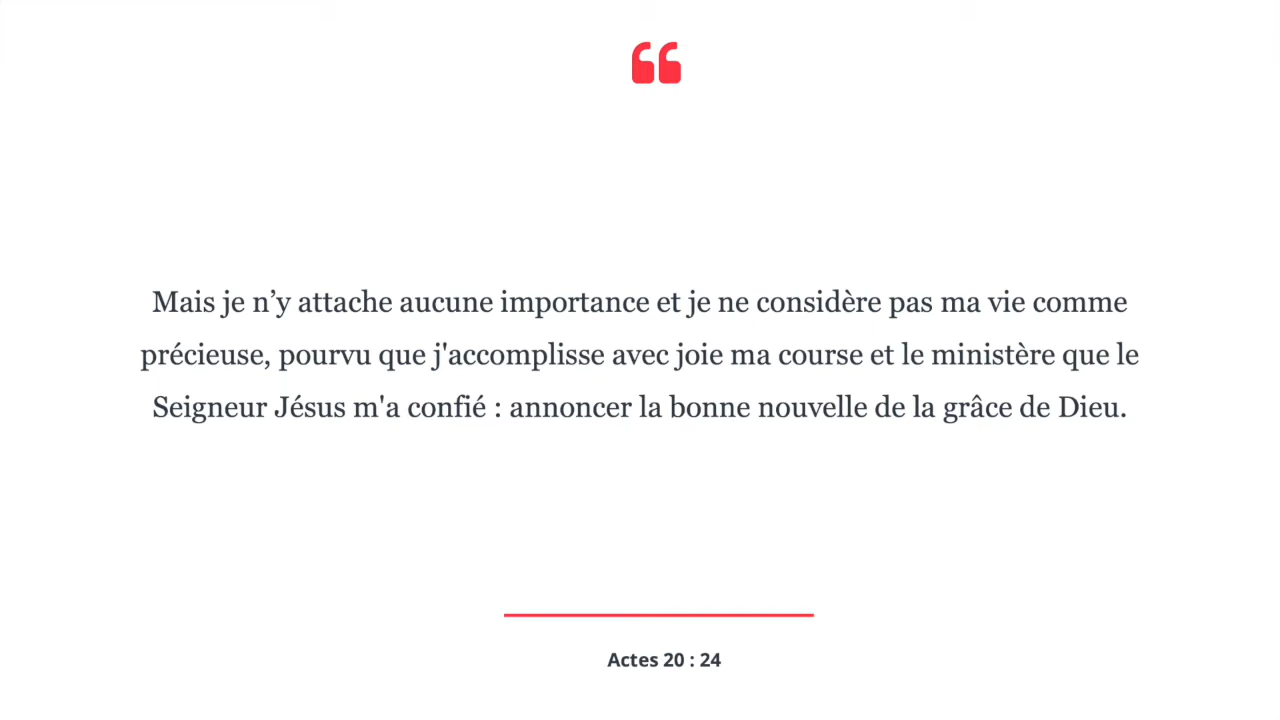 “
Mais je n’y attache aucune importance et je ne considère pas ma vie comme
précieuse, pourvu que j'accomplisse avec joie ma course et le ministère que le
Seigneur Jésus m'a confié : annoncer la bonne nouvelle de la grâce de Dieu.
Actes 20 : 24